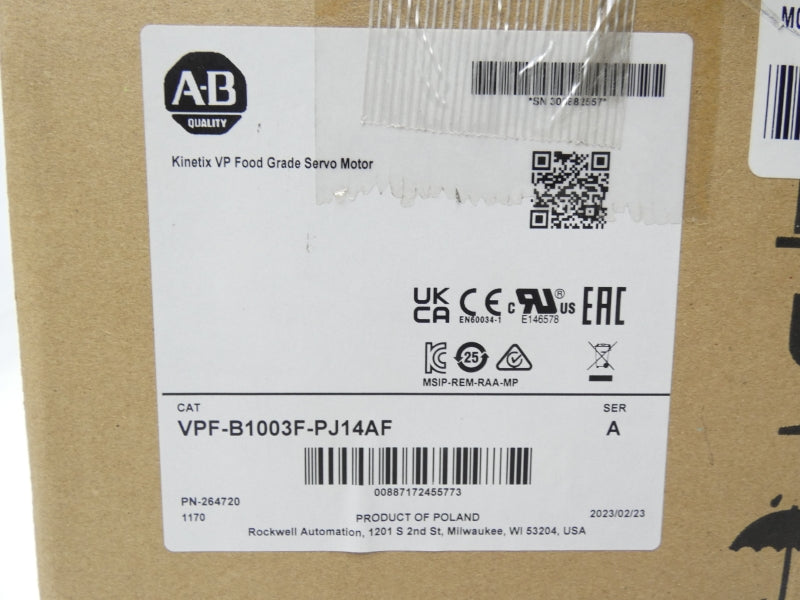 A-B
QUALITY
Kinetix VP Food Grade Servo Motor
UK
CA
CE
EN60034-1
c RU ® US
E146578
EAC
25
MSIP-REM-RAA-MP
CAT
SER
VPF-B1003F-PJ14AF
A
00887172455773
PN-264720
1170
PRODUCT OF POLAND
2023/02/23
Rockwell Automation, 1201 S 2nd St, Milwaukee, WI 53204, USA